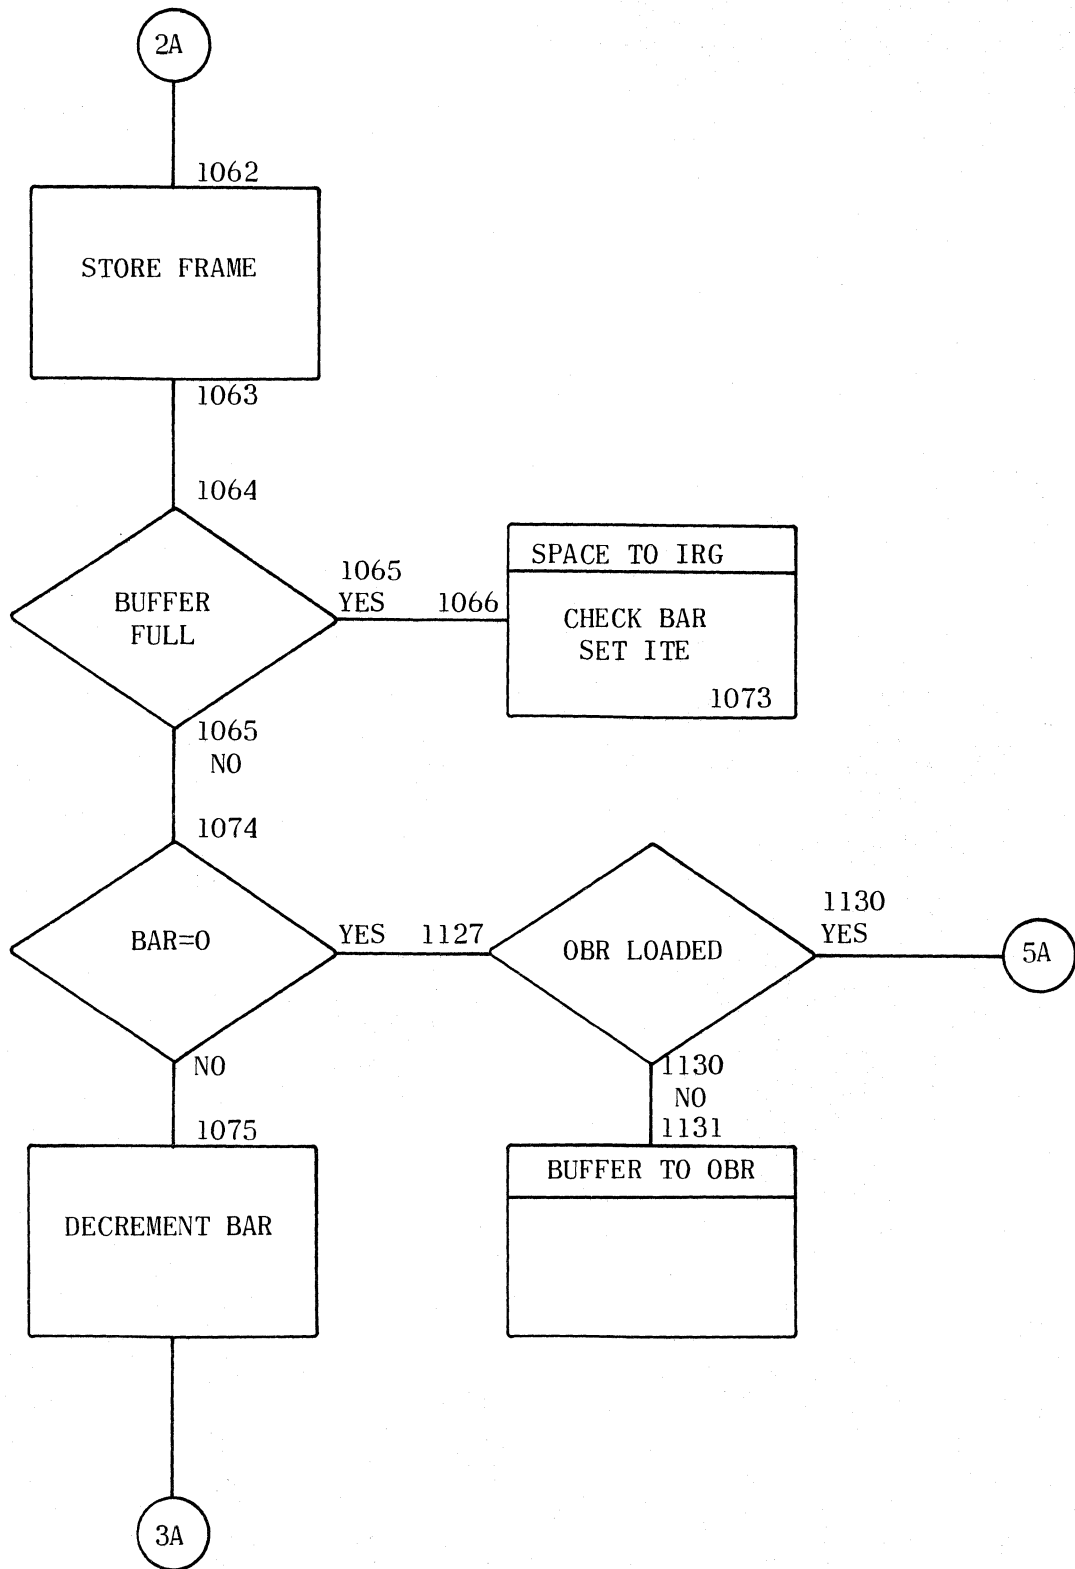 2A
1062
STORE FRAME
1063
1064
BUFFER
FULL
1065
YES
1066
SPACE TO IRG
CHECK BAR
SET ITE
1073
1065
NO
1074
BAR=0
YES
1127
OBR LOADED
1130
YES
5A
NO
1075
DECREMENT BAR
1130
NO
1131
BUFFER TO OBR
3A